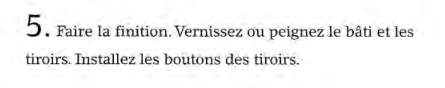 5. Faire la finition. Vernissez ou peignez le bâti et les
tiroirs. Installez les boutons des tiroirs.